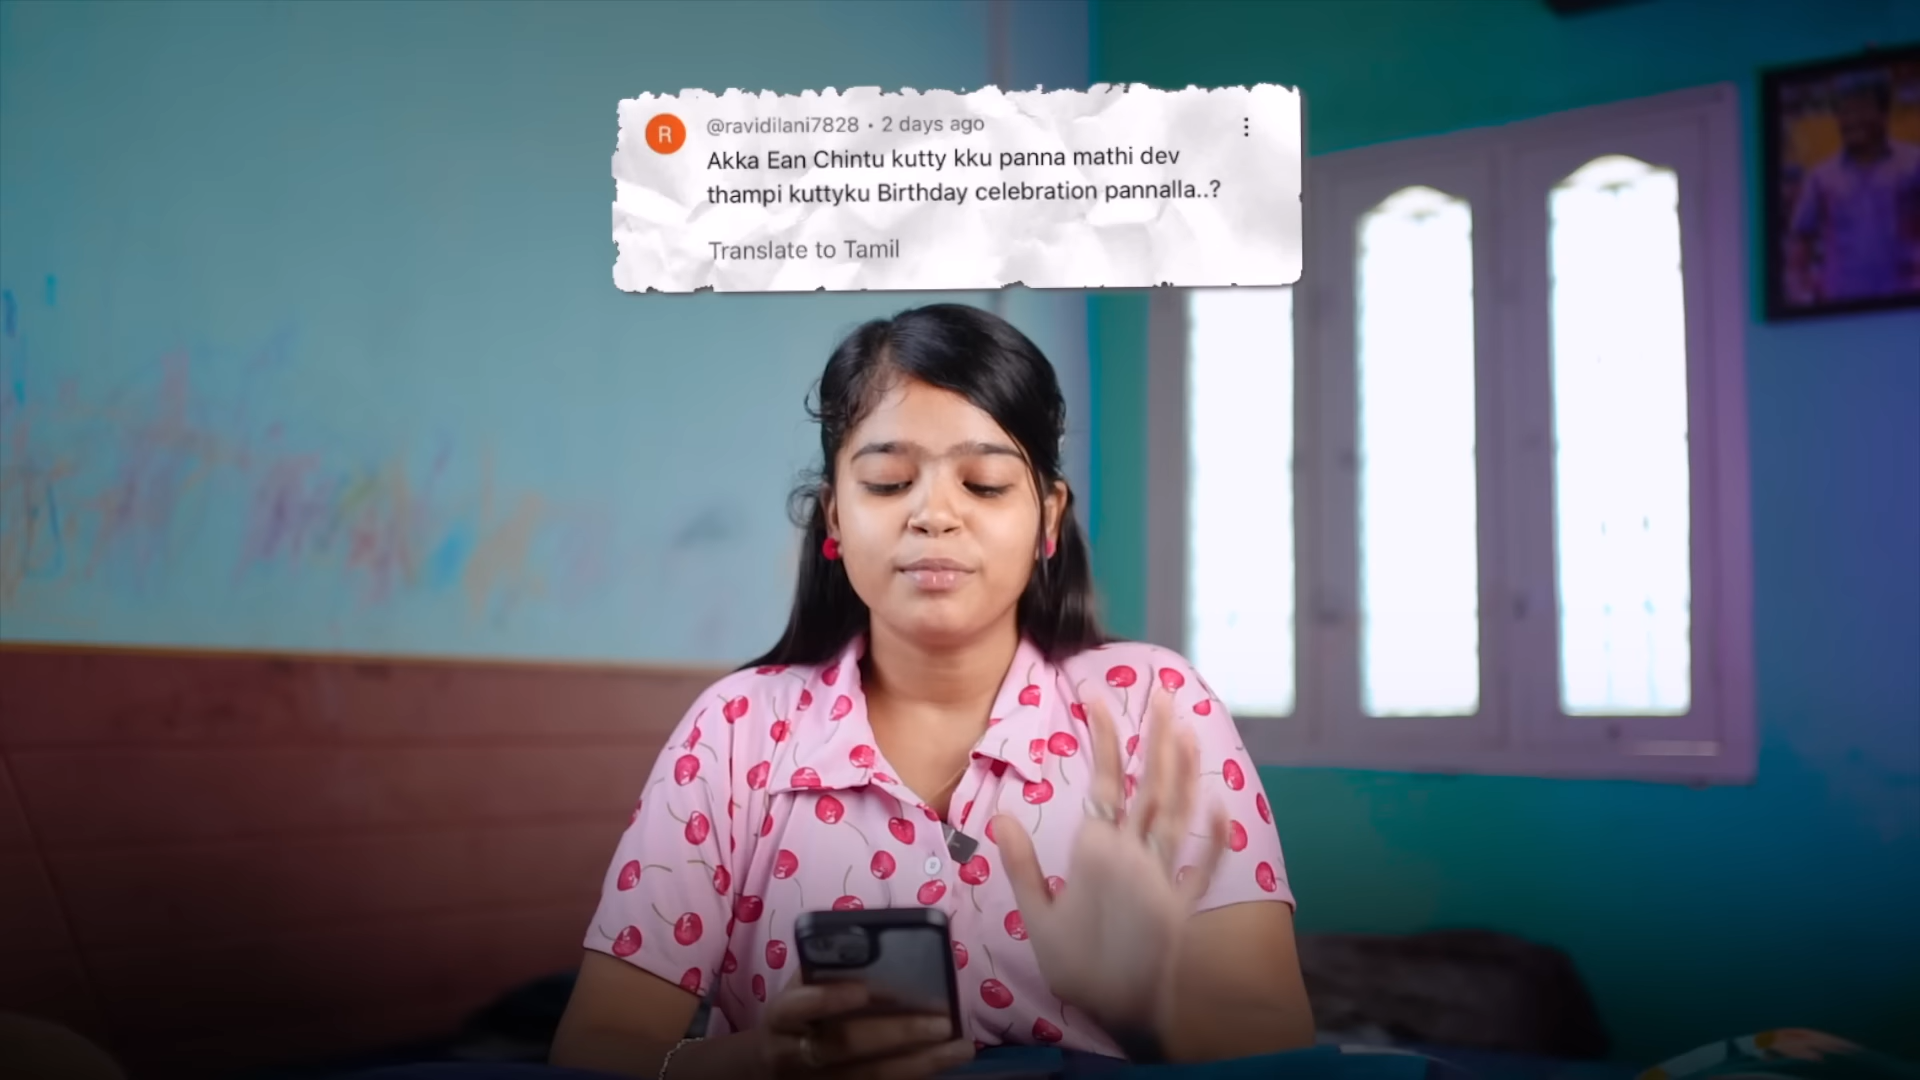 R
@ravidilani7828 • 2 days ago
Akka Ean Chintu kutty kku panna mathi dev
thampi kuttyku Birthday celebration pannalla..?
Translate to Tamil